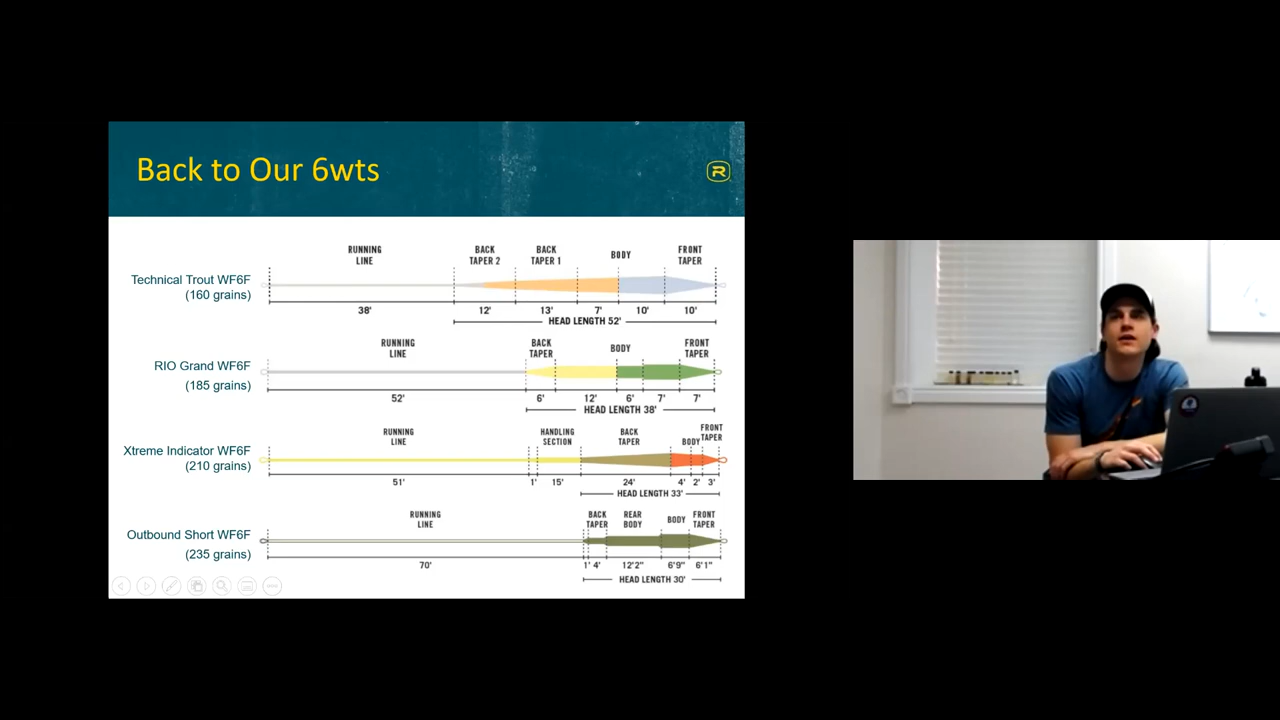 Back to Our 6wts
R
RUNNING LINE
BACK TAPER 2
BACK TAPER 1
BODY
FRONT TAPER
Technical Trout WF6F
(160 grains)
38' 12' 13' 7' 10' 10'
HEAD LENGTH 52'
RUNNING LINE
BACK TAPER
BODY
FRONT TAPER
RIO Grand WF6F
(185 grains)
52' 6' 12' 6' 7' 7'
HEAD LENGTH 38'
RUNNING LINE
HANDLING SECTION
BACK TAPER
BODY
FRONT TAPER
Xtreme Indicator WF6F
(210 grains)
51' 1' 15' 24' 4' 2' 3'
HEAD LENGTH 33'
RUNNING LINE
BACK TAPER
REAR BODY
BODY
FRONT TAPER
Outbound Short WF6F
(235 grains)
70' 1' 4' 12'2" 6'9" 6'1"
HEAD LENGTH 30'